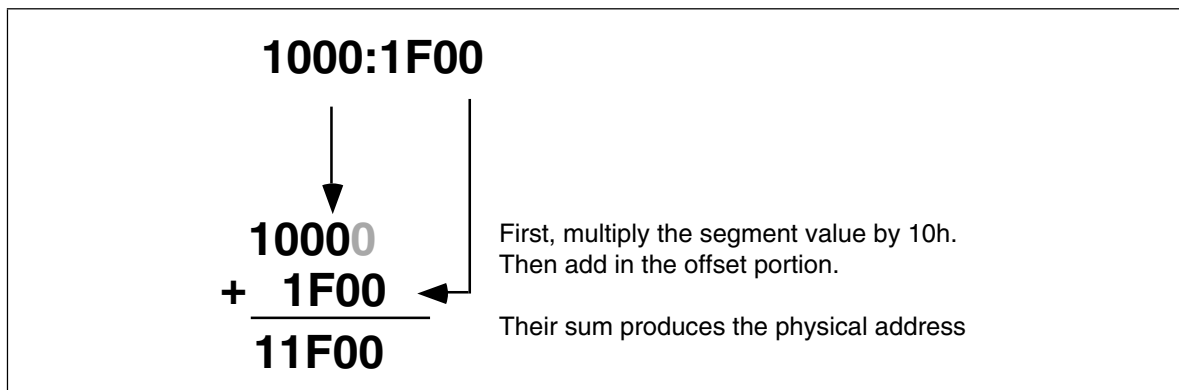 1000:1F00
10000
First, multiply the segment value by 10h.
+ 1F00
Then add in the offset portion.
Their sum produces the physical address
11F00